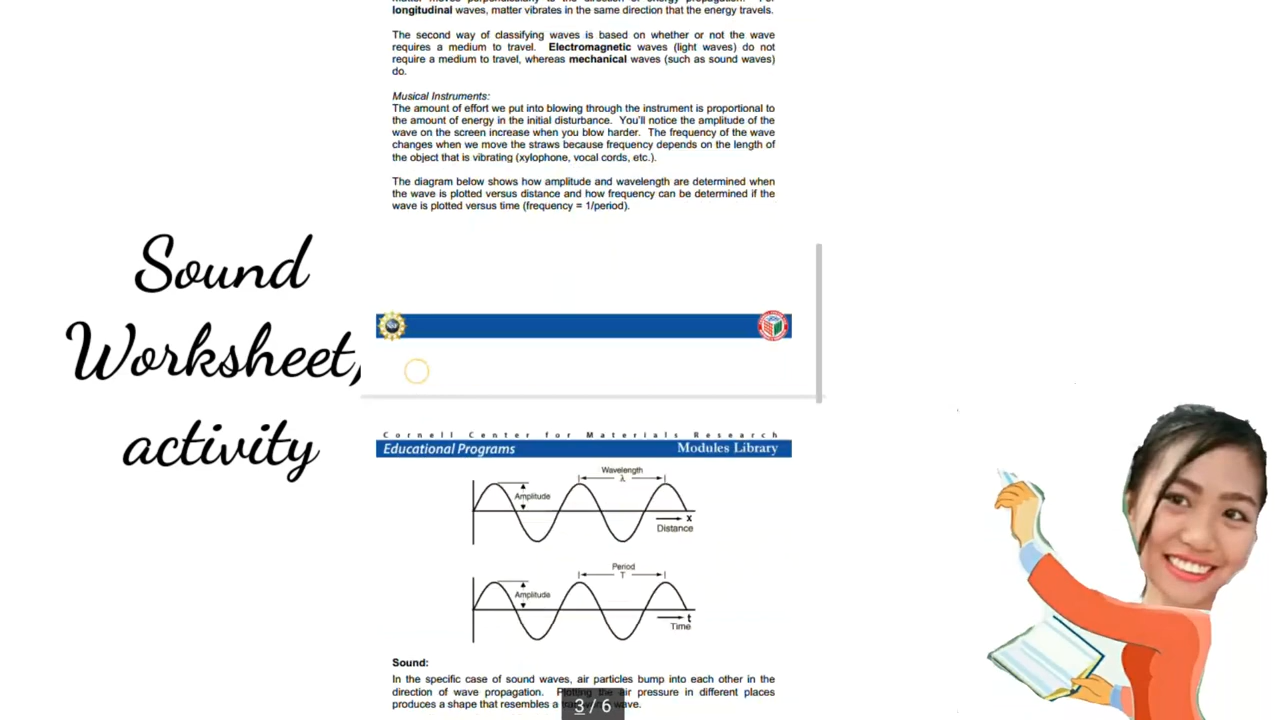 longitudinal waves, matter vibrates in the same direction that the energy travels.
The second way of classifying waves is based on whether or not the wave
requires a medium to travel. Electromagnetic waves (light waves) do not
require a medium to travel, whereas mechanical waves (such as sound waves)
do.
Musical Instruments:
The amount of effort we put into blowing through the instrument is proportional to
the amount of energy in the initial disturbance. You'll notice the amplitude of the
wave on the screen increase when you blow harder. The frequency of the wave
changes when we move the straws because frequency depends on the length of
the object that is vibrating (xylophone, vocal cords, etc.).
The diagram below shows how amplitude and wavelength are determined when
the wave is plotted versus distance and how frequency can be determined if the
wave is plotted versus time (frequency = 1/period).
Sound
Worksheet,
activity
Cornell Center for Materials Research
Educational Programs Modules Library
Wavelength
λ
Amplitude
x
Distance
Period
T
Amplitude
t
Time
Sound:
In the specific case of sound waves, air particles bump into each other in the
direction of wave propagation. Plotting the air pressure in different places
produces a shape that resembles a wave.
3 / 6